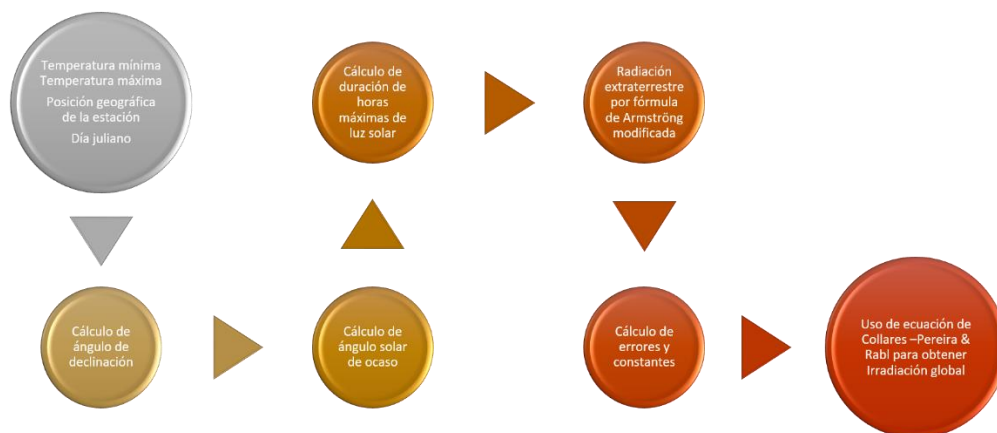 Temperatura mínima
Temperatura máxima
Posición geográfica
de la estación
Día juliano
Cálculo de
ángulo de
declinación
Cálculo de
ángulo solar
de ocaso
Cálculo de
duración de
horas
máximas de
luz solar
Radiación
extraterrestre
por fórmula
de Armströng
modificada
Cálculo de
errores y
constantes
Uso de ecuación de
Collares –Pereira &
Rabl para obtener
Irradiación global